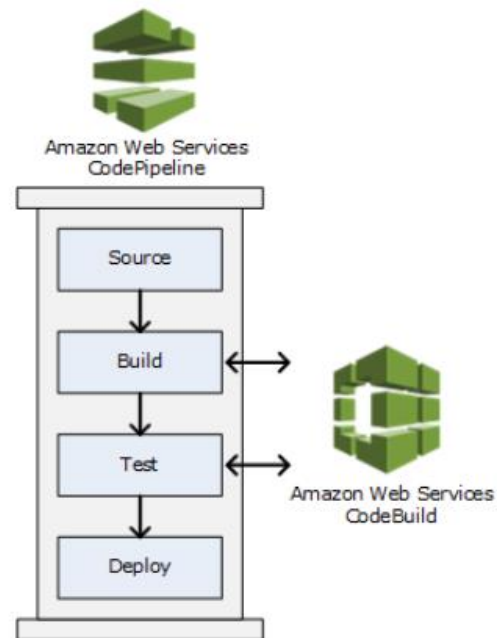 Amazon Web Services
CodePipeline
Source
Build
Test
Amazon Web Services
CodeBuild
Deploy